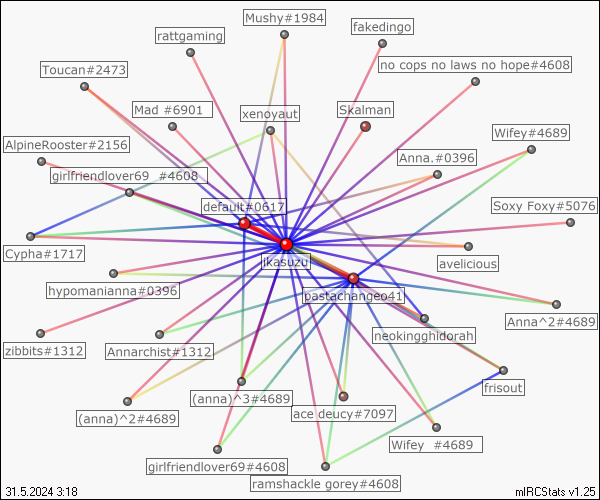 Mushy#1984
rattgaming
fakedingo
no cops no laws no hope#4608
Toucan#2473
Mad #6901
xenoyaut
Skalman
Wifey#4689
AlpineRooster#2156
Anna.#0396
girlfriendlover69 #4608
default#0617
Soxy Foxy#5076
Cypha#1717
ikasuzu
avelicious
hypomanianna#0396
pastachangeo41
Anna^2#4689
neokingghidorah
zibbits#1312
Annarchist#1312
frisout
(anna)^3#4689
(anna)^2#4689
ace deucy#7097
Wifey #4689
girlfriendlover69#4608
ramshackle gorey#4608
31.5.2024 3:18
mIRCStats v1.25